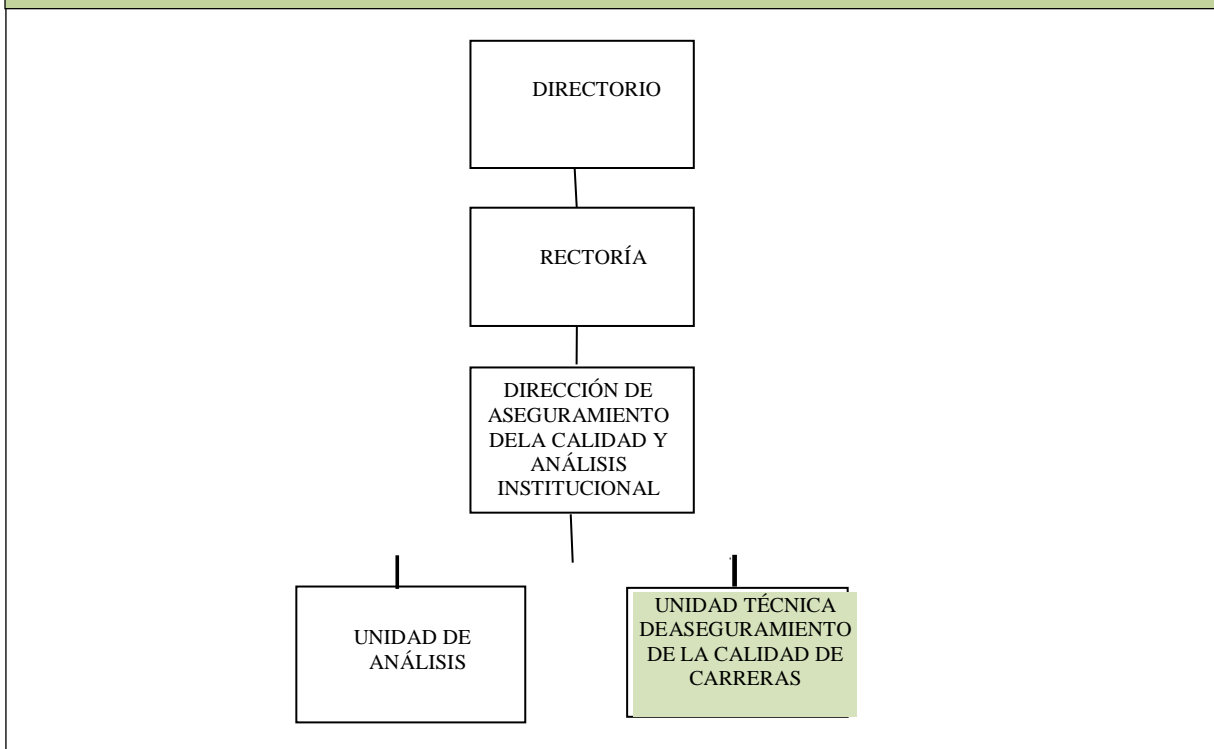 DIRECTORIO
RECTORÍA
DIRECCIÓN DE
ASEGURAMIENTO
DELA CALIDAD Y
ANÁLISIS
INSTITUCIONAL
UNIDAD DE
ANÁLISIS
UNIDAD TÉCNICA
DEASEGURAMIENTO
DE LA CALIDAD DE
CARRERAS